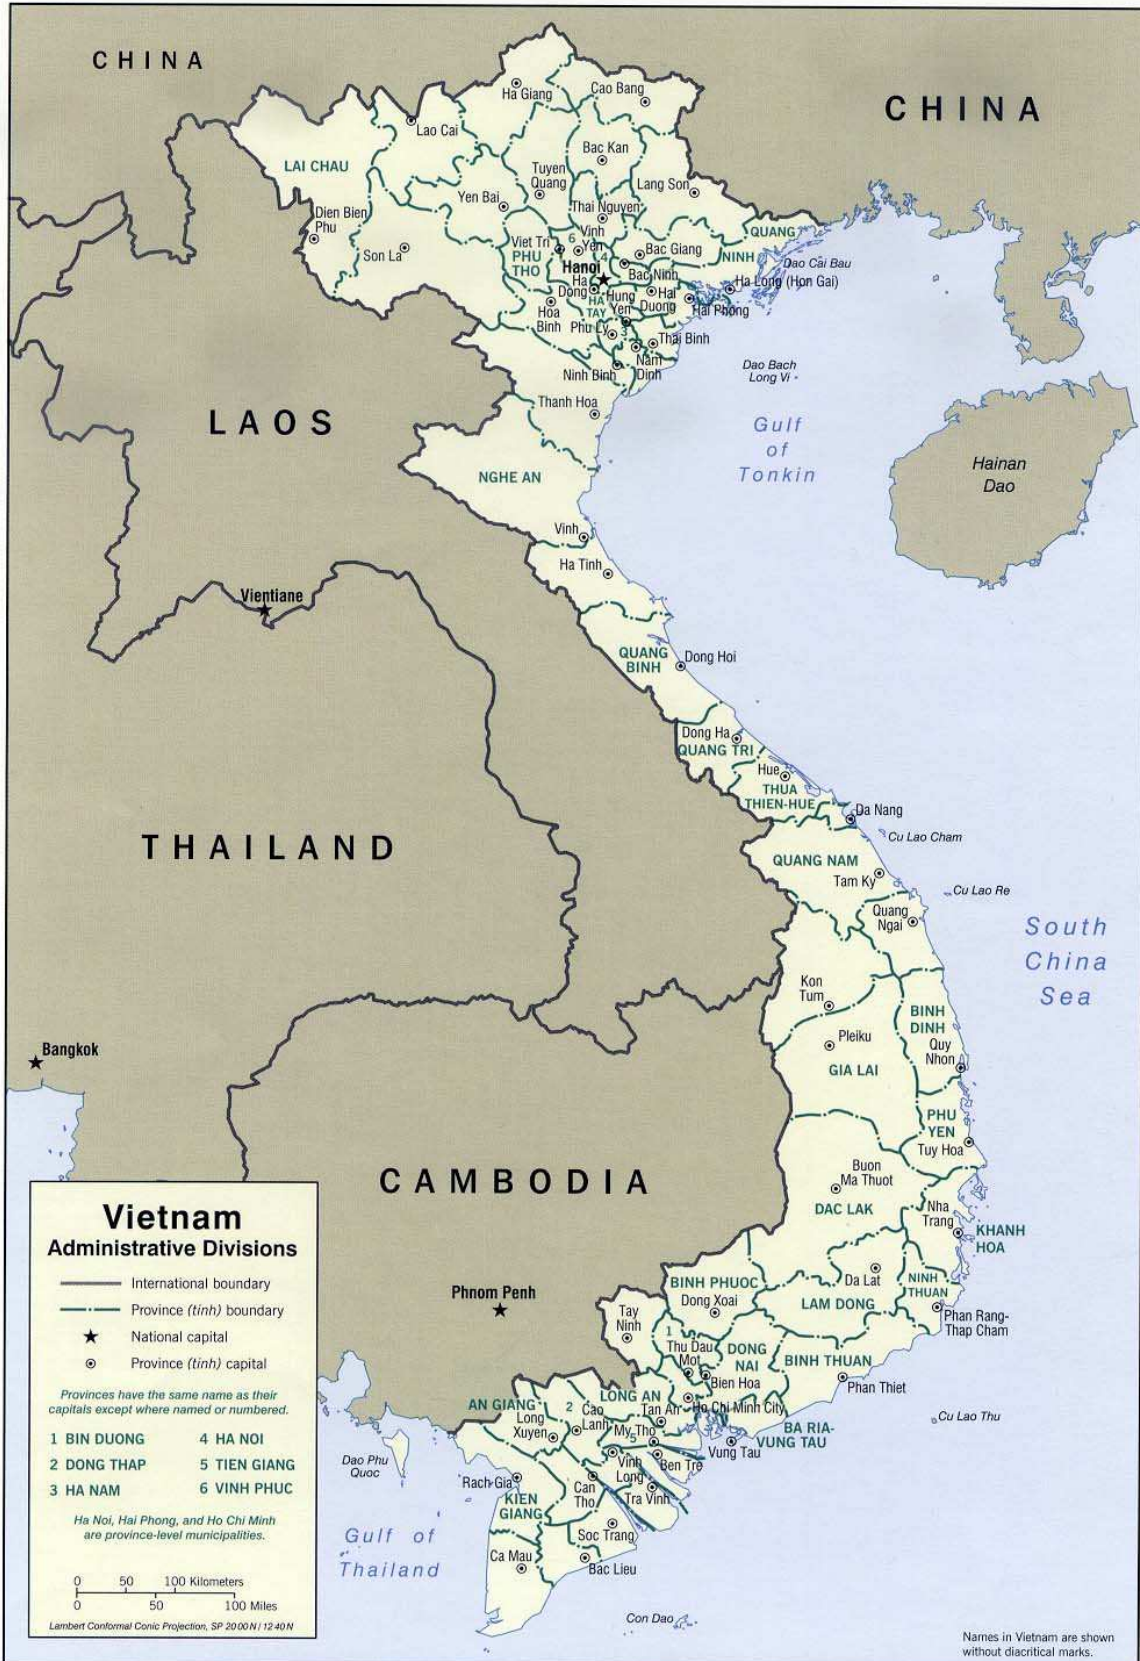 CHINA
CHINA
Ha Giang
Cao Bang
Lao Cai
LAI CHAU
Bac Kan
Tuyen
Quang
Yen Bai
Lang Son
Thai Nguyen
Dien Bien
Phu
Son La
Viet Tri
PHU
THO
6
Vinh
Yen
4
Bac Giang
QUANG
NINH
Dao Cai Bau
Hanoi
Bac Ninh
Ha
Dong
HA
TAY
Hung
Yen
Hai
Duong
Hai Phong
Ha Long (Hon Gai)
Hoa
Binh
Phu Ly
3
Thai Binh
Nam
Dinh
Ninh Binh
Dao Bach
Long Vi
Thanh Hoa
LAOS
Gulf
of
Tonkin
Hainan
Dao
NGHE AN
Vinh
Ha Tinh
Vientiane
QUANG
BINH
Dong Hoi
Dong Ha
QUANG TRI
Hue
THUA
THIEN-HUE
Da Nang
Cu Lao Cham
THAILAND
QUANG NAM
Tam Ky
Cu Lao Re
Quang
Ngai
South
China
Sea
Kon
Tum
BINH
DINH
Pleiku
Quy
Nhon
GIA LAI
Bangkok
PHU
YEN
Tuy Hoa
CAMBODIA
Buon
Ma Thuot
DAC LAK
Nha
Trang
KHANH
HOA
BINH PHUOC
Dong Xoai
Da Lat
LAM DONG
NINH
THUAN
Phan Rang-
Thap Cham
Phnom Penh
Tay
Ninh
1
Thu Dau
Mot
DONG
NAI
BINH THUAN
Bien Hoa
Phan Thiet
AN GIANG
LONG AN
2
Cao
Lanh
Long
Xuyen
Tan An
Ho Chi Minh City
My Tho
5
BA RIA-
VUNG TAU
Vung Tau
Cu Lao Thu
Dao Phu
Quoc
Rach Gia
Vinh
Long
Ben Tre
Can
Tho
Tra Vinh
KIEN
GIANG
Soc Trang
Gulf of
Thailand
Ca Mau
Bac Lieu
Con Dao
Vietnam
Administrative Divisions
International boundary
Province (tinh) boundary
National capital
Province (tinh) capital
Provinces have the same name as their
capitals except where named or numbered.
1 BIN DUONG
2 DONG THAP
3 HA NAM
4 HA NOI
5 TIEN GIANG
6 VINH PHUC
Ha Noi, Hai Phong, and Ho Chi Minh
are province-level municipalities.
0 50 100 Kilometers
0 50 100 Miles
Lambert Conformal Conic Projection, SP 20 00 N / 12 40 N
Names in Vietnam are shown
without diacritical marks.